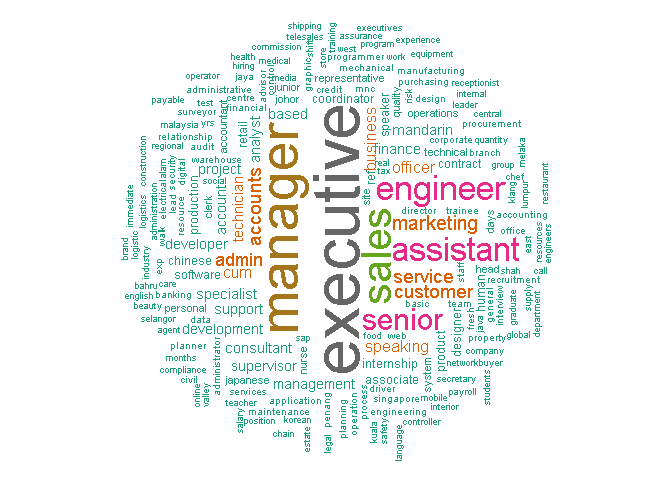 shipping
executives
telesales
assurance
training
shift
west
program
experience
commission
store
health
medical
programmer
work
equipment
hiring
graphic
mechanical
manufacturing
operator
jaya
advisor
control
media
representative
purchasing
receptionist
administrative
junior
credit
mnc
risk
internal
payable
test
centre
johor
coordinator
quality
design
leader
surveyor
financial
based
speaker
operations
central
malaysia
yrs
accountant
retail
analyst
business
mandarin
procurement
relationship
finance
corporate
quantity
regional
audit
manager
executive
technical
branch
melaka
construction
warehouse
project
real
tax
officer
contract
group
chef
restaurant
logistics
alam
security
digital
social
accounts
technician
ref
engineer
klang
lumpur
immediate
administration
electrical
lead
resource
production
clerk
accountant
site
director
trainee
accounting
brand
logistic
walk
developer
admin
sales
marketing
days
office
east
resources
engineers
industry
exp
chinese
cum
assistant
staff
head
shah
call
bahru
care
software
service
recruitment
english
banking
specialist
customer
human
general
interview
graduate
supply
department
beauty
personal
support
basic
team
fresh
java
selangor
data
senior
designer
global
agent
development
sap
food
web
product
property
planner
consultant
nurse
speaking
company
months
administrator
supervisor
internship
system
network
buyer
compliance
japanese
management
associate
secretary
students
civil
online
valley
services
driver
payroll
teacher
application
penang
operation
process
singapore
mobile
interior
salary
maintenance
planning
engineering
position
korean
controller
chain
estate
legal
kuala
safety
language